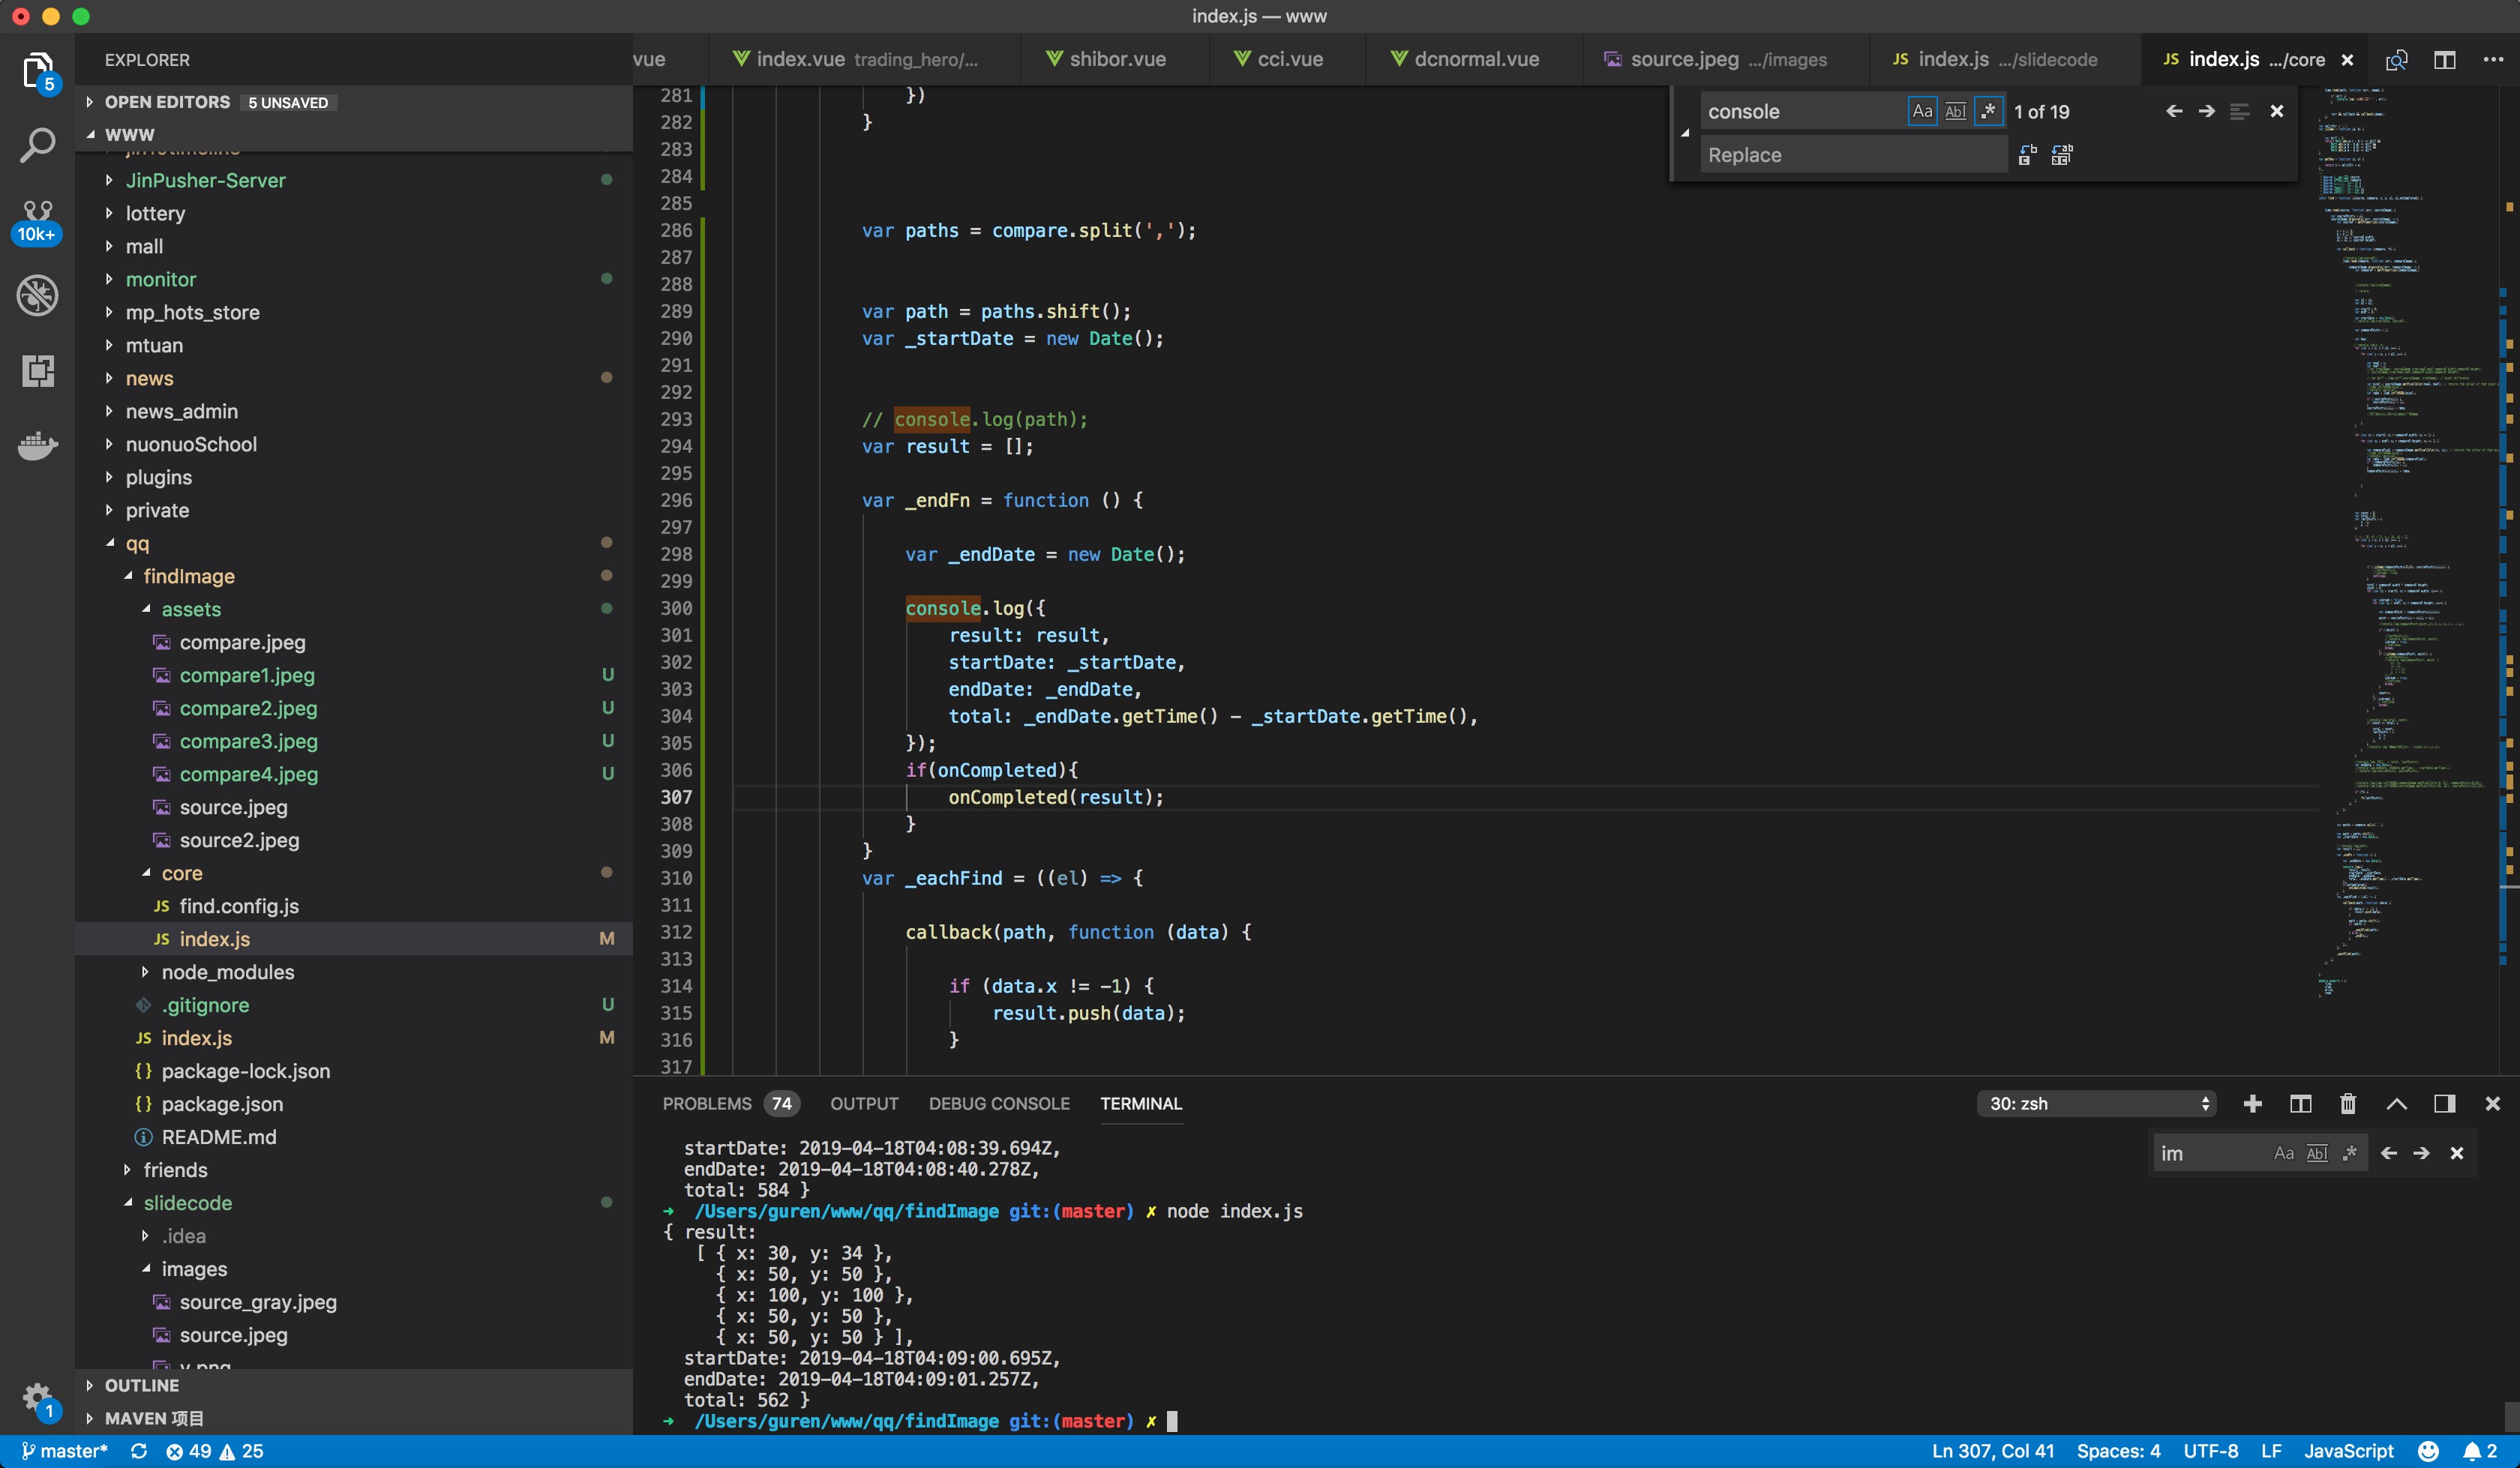 index.js — www
EXPLORER
vue
index.vue trading_hero/...
shibor.vue
cci.vue
dcnormal.vue
source.jpeg .../images
JS index.js .../slidecode
JS index.js .../core
5
10k+
1
OPEN EDITORS 5 UNSAVED
WWW
JinPusher-Server
lottery
mall
monitor
mp_hots_store
mtuan
news
news_admin
nuonuoSchool
plugins
private
qq
findImage
assets
compare.jpeg
compare1.jpeg U
compare2.jpeg U
compare3.jpeg U
compare4.jpeg U
source.jpeg
source2.jpeg
core
JS find.config.js
JS index.js M
node_modules
.gitignore U
JS index.js M
{} package-lock.json
{} package.json
README.md
friends
slidecode
.idea
images
source_gray.jpeg
source.jpeg
OUTLINE
MAVEN 项目
console Aa Abl .* 1 of 19
Replace
281 })
282 }
283
284
285
286 var paths = compare.split(',');
287
288
289 var path = paths.shift();
290 var _startDate = new Date();
291
292
293 // console.log(path);
294 var result = [];
295
296 var _endFn = function () {
297
298 var _endDate = new Date();
299
300 console.log({
301 result: result,
302 startDate: _startDate,
303 endDate: _endDate,
304 total: _endDate.getTime() - _startDate.getTime(),
305 });
306 if(onCompleted){
307 onCompleted(result);
308 }
309 }
310 var _eachFind = ((el) => {
311
312 callback(path, function (data) {
313
314 if (data.x != -1) {
315 result.push(data);
316 }
317
PROBLEMS 74 OUTPUT DEBUG CONSOLE TERMINAL 30: zsh
im Aa Abl .*
startDate: 2019-04-18T04:08:39.694Z,
endDate: 2019-04-18T04:08:40.278Z,
total: 584 }
➜ /Users/guren/www/qq/findImage git:(master) ✗ node index.js
{ result:
[ { x: 30, y: 34 },
{ x: 50, y: 50 },
{ x: 100, y: 100 },
{ x: 50, y: 50 },
{ x: 50, y: 50 } ],
startDate: 2019-04-18T04:09:00.695Z,
endDate: 2019-04-18T04:09:01.257Z,
total: 562 }
➜ /Users/guren/www/qq/findImage git:(master) ✗
master* 49 25 Ln 307, Col 41 Spaces: 4 UTF-8 LF JavaScript 2